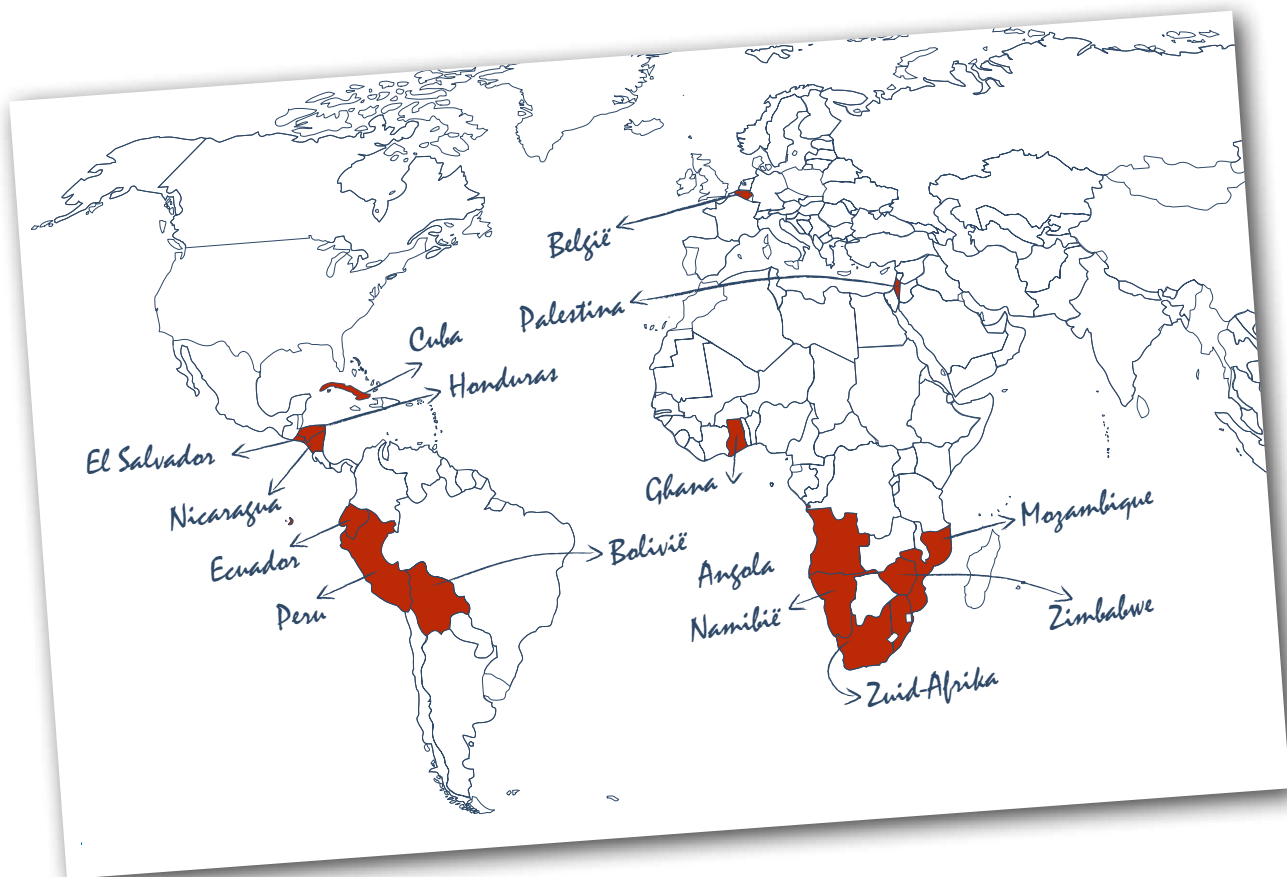 België
Palestina
Cuba
Honduras
El Salvador
Nicaragua
Ecuador
Peru
Bolivië
Ghana
Angola
Namibië
Mozambique
Zimbabwe
Zuid-Afrika